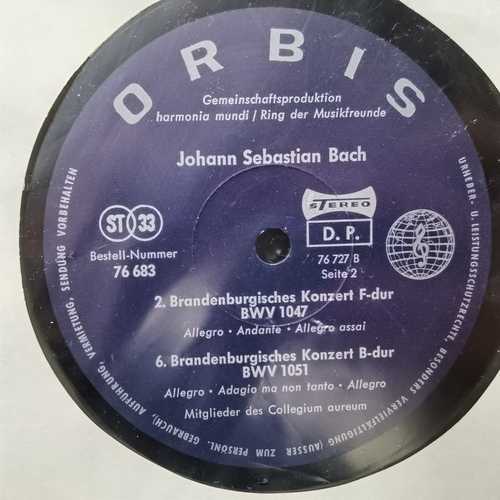 ORBIS
Gemeinschaftsproduktion
harmonia mundi / Ring der Musikfreunde
Johann Sebastian Bach
ST 33
Bestell-Nummer
76 683
STEREO
D. P.
76 727 B
Seite 2
2. Brandenburgisches Konzert F-dur
BWV 1047
Allegro · Andante · Allegro assai
6. Brandenburgisches Konzert B-dur
BWV 1051
Allegro · Adagio ma non tanto · Allegro
Mitglieder des Collegium aureum
URHEBER- U. LEISTUNGSSCHUTZRECHTE, BESONDERS VERVIELFÄLTIGUNG (AUSSER ZUM PERSÖNL. GEBRAUCH), AUFFÜHRUNG, VERMIETUNG, SENDUNG VORBEHALTEN